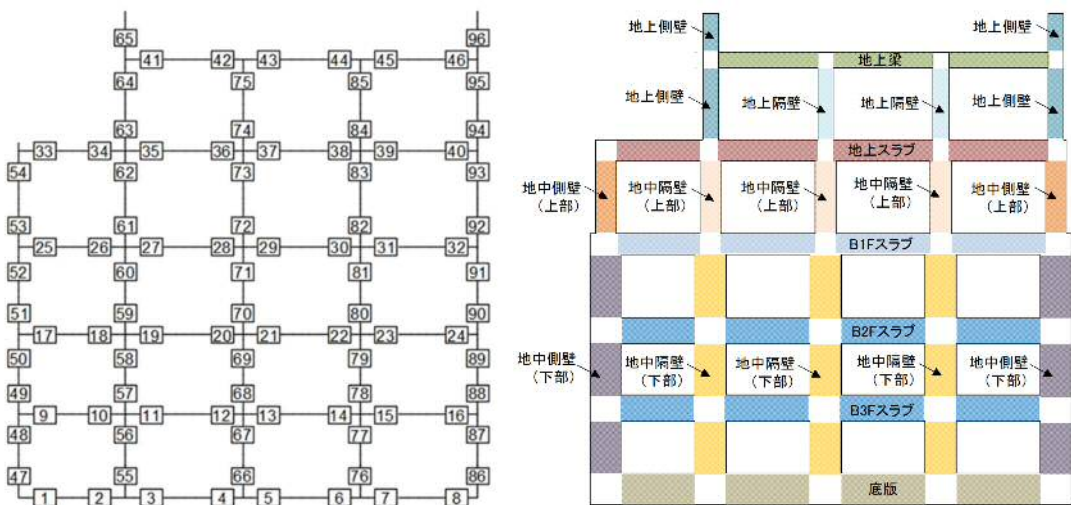 65 96
41 42 43 44 45 46
64 75 85 95
63 74 84 94
33 34 35 36 37 38 39 40
54 62 73 83 93
53 61 72 82 92
25 26 27 28 29 30 31 32
52 60 71 81 91
51 59 70 80 90
17 18 19 20 21 22 23 24
50 58 69 79 89
49 57 68 78 88
9 10 11 12 13 14 15 16
48 56 67 77 87
47 55 66 76 86
1 2 3 4 5 6 7 8
地上側壁
地上側壁
地上梁
地上側壁
地上隔壁
地上隔壁
地上側壁
地上スラブ
地中側壁
(上部)
地中隔壁
(上部)
地中隔壁
(上部)
地中隔壁
(上部)
地中側壁
(上部)
B1Fスラブ
B2Fスラブ
地中側壁
(下部)
地中隔壁
(下部)
地中隔壁
(下部)
地中隔壁
(下部)
地中側壁
(下部)
B3Fスラブ
底版